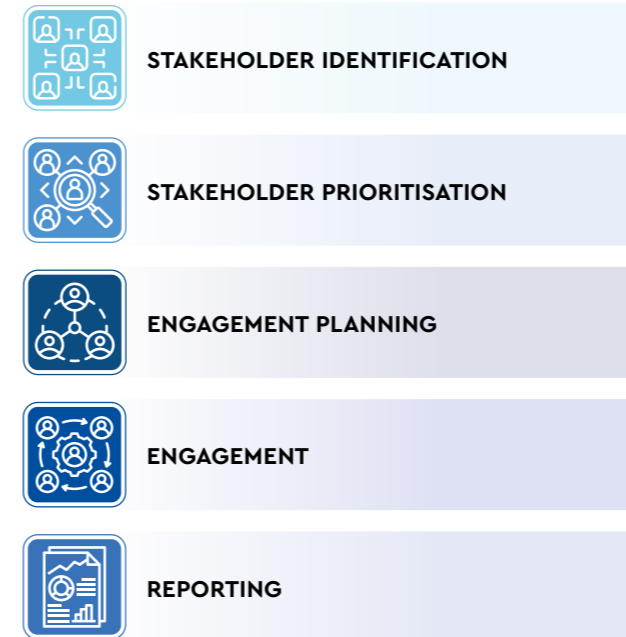 STAKEHOLDER IDENTIFICATION
STAKEHOLDER PRIORITISATION
ENGAGEMENT PLANNING
ENGAGEMENT
REPORTING